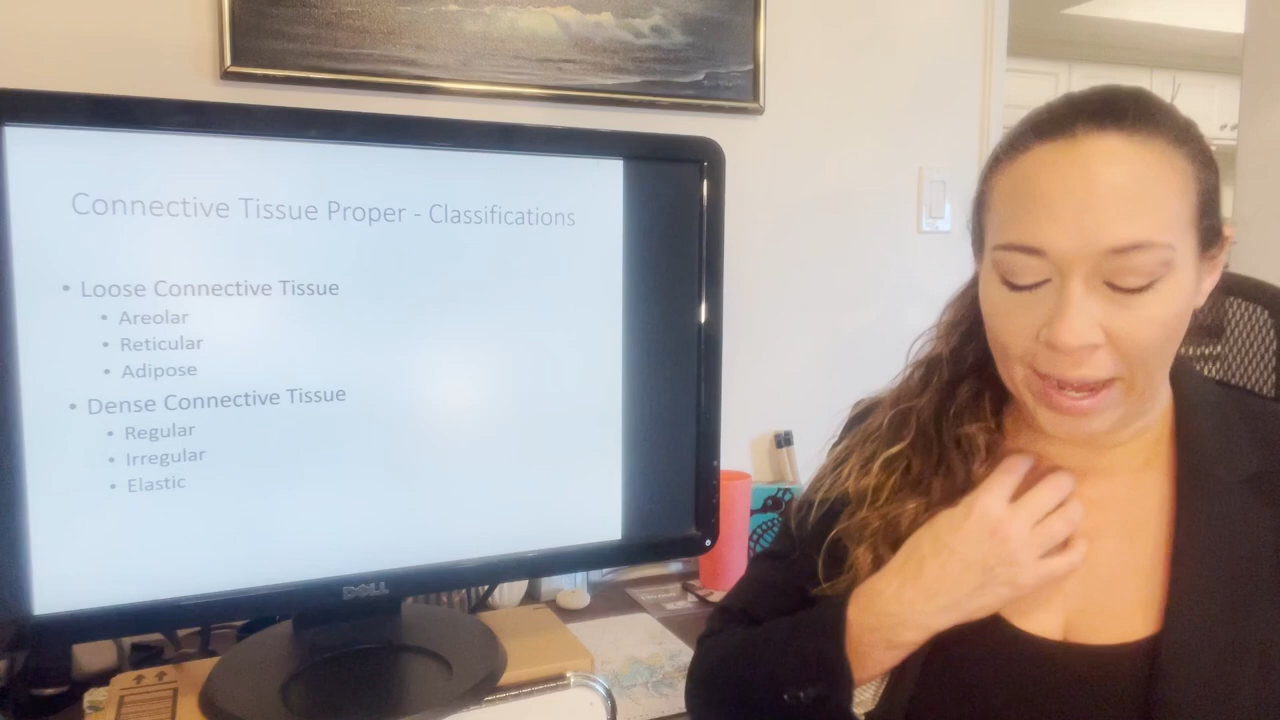 Connective Tissue Proper - Classifications
• Loose Connective Tissue
• Areolar
• Reticular
• Adipose
• Dense Connective Tissue
• Regular
• Irregular
• Elastic
DELL